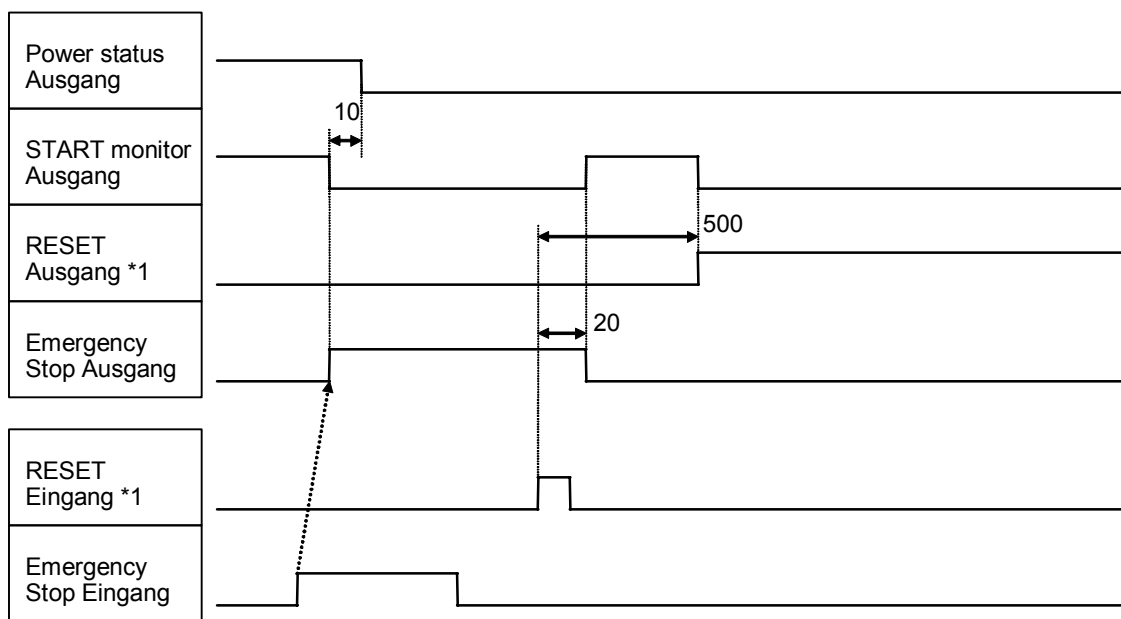 Power status
Ausgang
10
START monitor
Ausgang
500
RESET
Ausgang *1
20
Emergency
Stop Ausgang
RESET
Eingang *1
Emergency
Stop Eingang